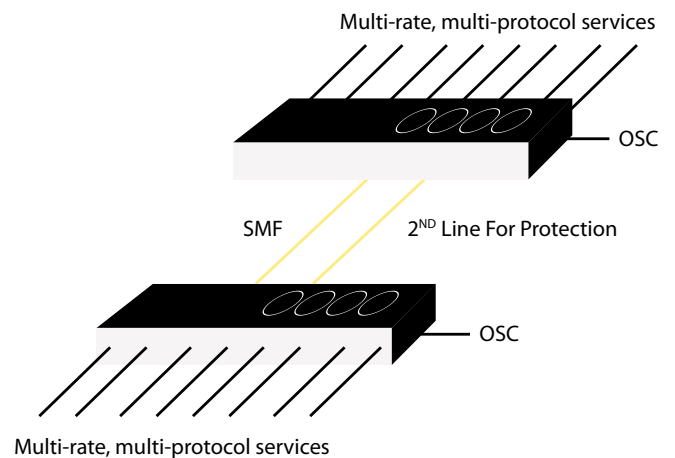 Multi-rate, multi-protocol services
OSC
SMF
2ND Line For Protection
OSC
Multi-rate, multi-protocol services